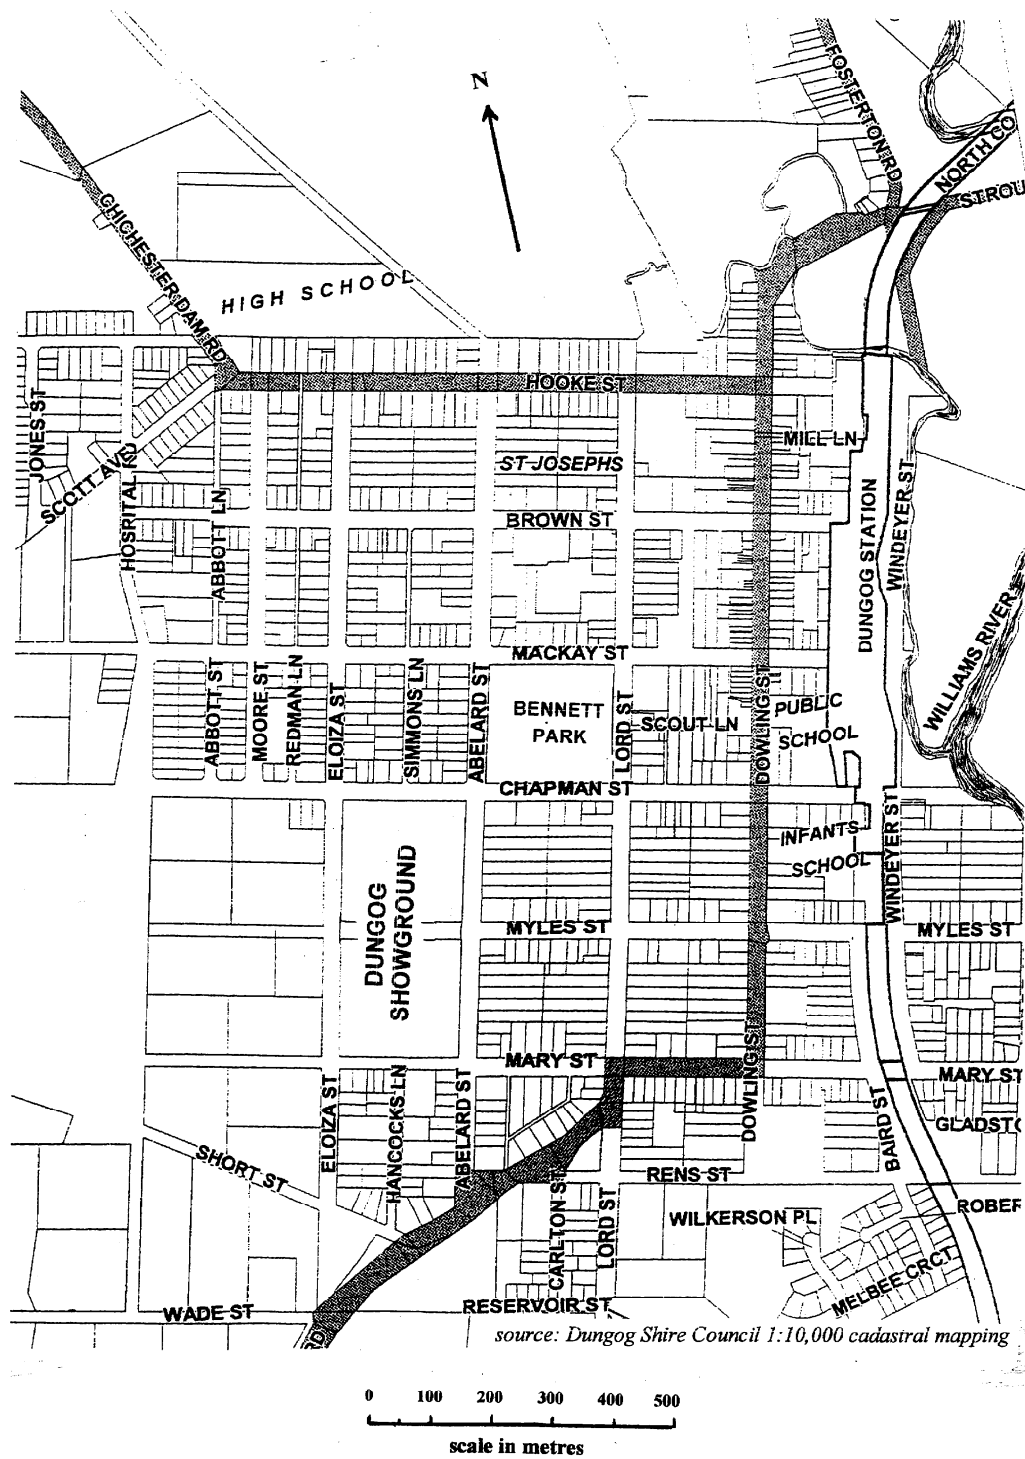 N
FOSTERTON RD
NORTH CO
STROU
CHICHESTER DAM RD
HIGH SCHOOL
HOOKE ST
JONES ST
SCOTT AVE
HOSPITAL RD
ABBOTT LN
ST JOSEPHS
MILL LN
BROWN ST
DUNGOG STATION
WINDEYER ST
WILLIAMS RIVER
MACKAY ST
ABBOTT ST
MOORE ST
REDMAN LN
ELOIZA ST
SIMMONS LN
ABELARD ST
BENNETT
PARK
LORD ST
SCOUT LN
DOWLING ST
PUBLIC
SCHOOL
CHAPMAN ST
INFANTS
SCHOOL
WINDEYER ST
DUNGOG
SHOWGROUND
MYLES ST
MYLES ST
MARY ST
DOWLING ST
MARY ST
ELOIZA ST
HANCOCKS LN
ABELARD ST
BAIRD ST
GLADSTO
SHORT ST
RENS ST
CARLTON ST
LORD ST
WILKERSON PL
ROBER
MELBEE CRCT
WADE ST
RESERVOIR ST
RD
source: Dungog Shire Council 1:10,000 cadastral mapping
0 100 200 300 400 500
scale in metres